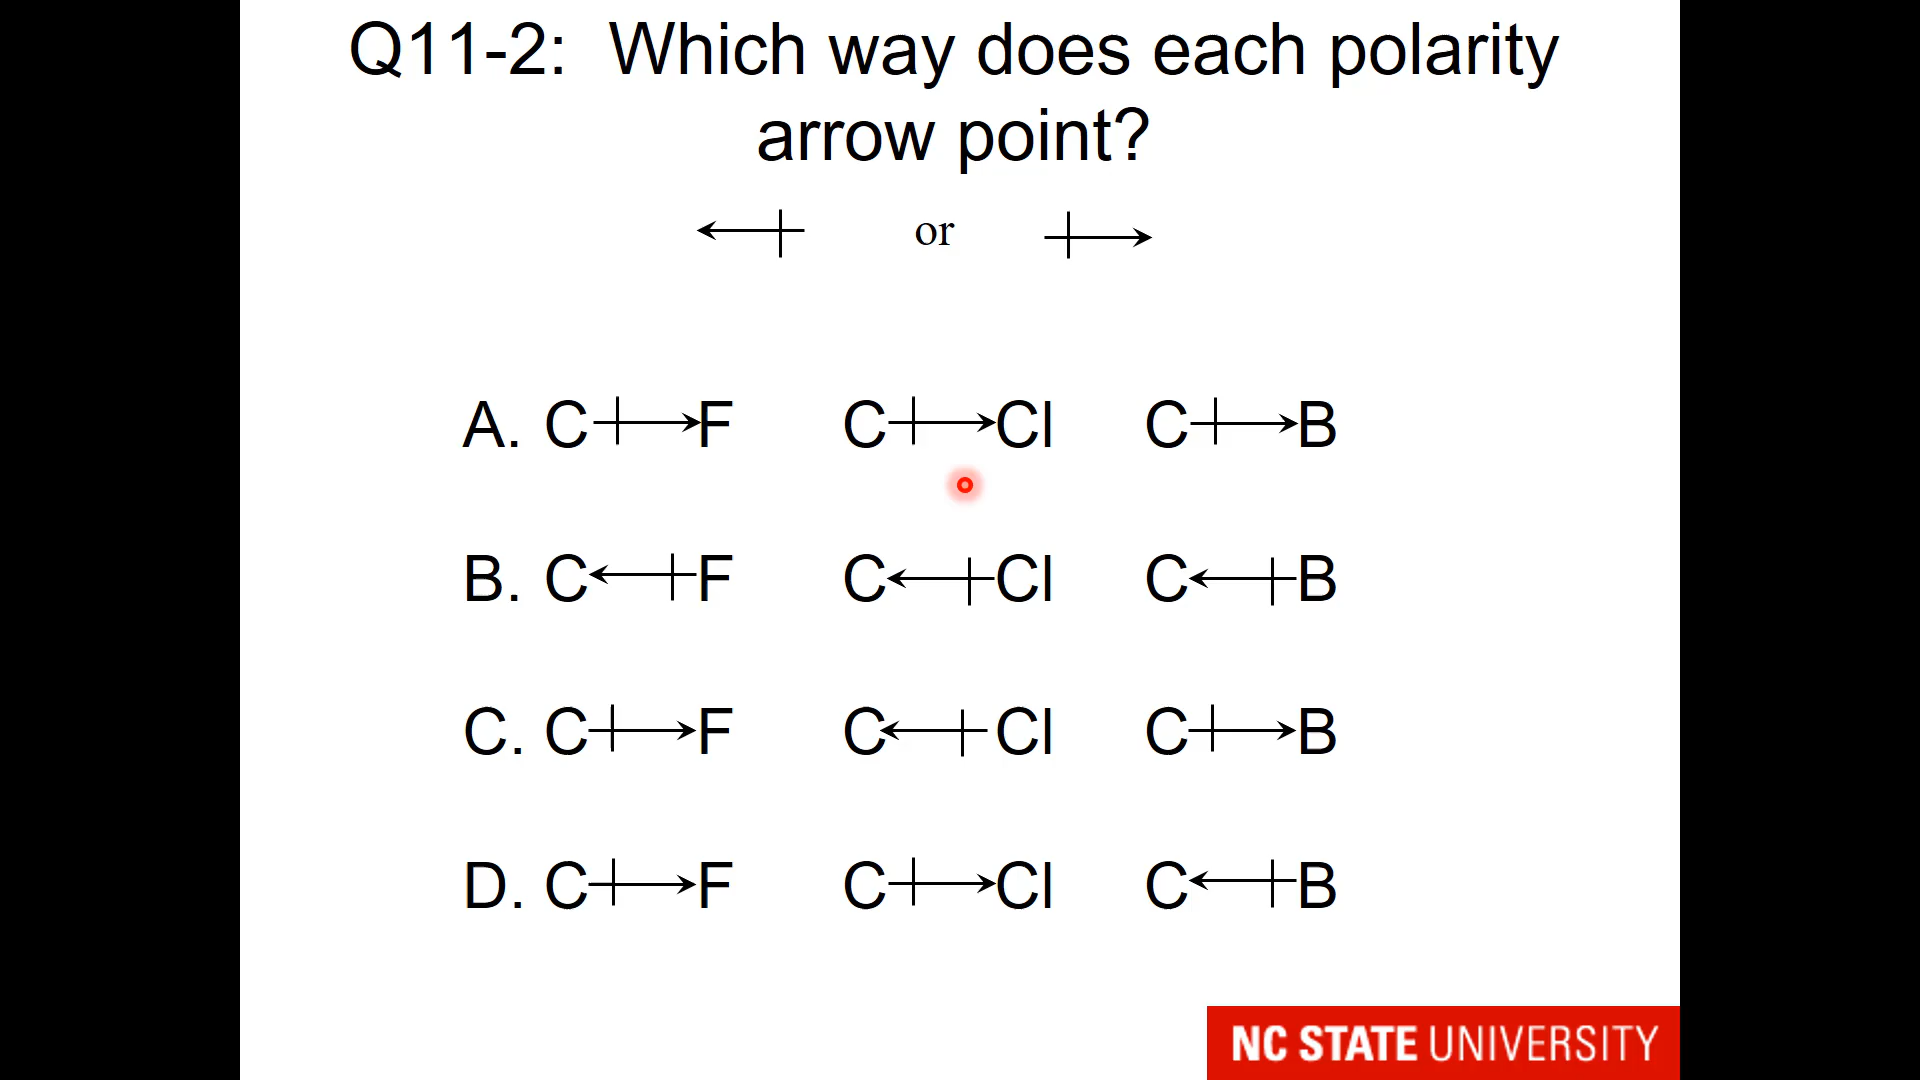 Q11-2: Which way does each polarity
arrow point?
or
A. C F C Cl C B
B. C F C Cl C B
C. C F C Cl C B
D. C F C Cl C B
NC STATE UNIVERSITY